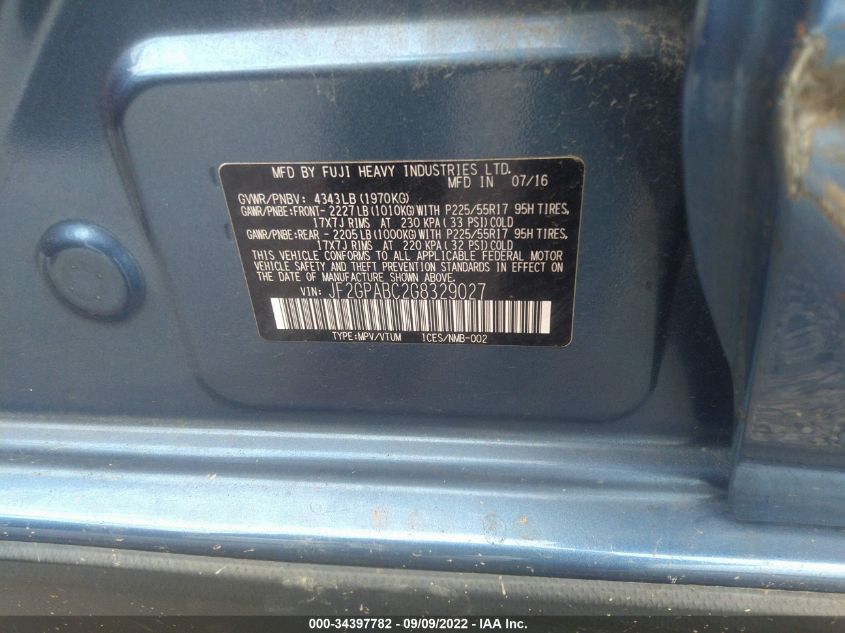 MFD BY FUJI HEAVY INDUSTRIES LTD.
MFD IN 07/16
GVWR/PNBV: 4343LB (1970KG)
GAWR/PNBE:FRONT- 2227LB(1010KG)WITH P225/55R17 95H TIRES,
17X7J RIMS AT 230 KPA(33 PSI)COLD
GAWR/PNBE:REAR -2205LB(1000KG)WITH P225/55R17 95H TIRES,
17X7J RIMS AT 220 KPA(32 PSI)COLD
THIS VEHICLE CONFORMS TO ALL APPLICABLE FEDERAL MOTOR
VEHICLE SAFETY AND THEFT PREVENTION STANDARDS IN EFFECT ON
THE DATE OF MANUFACTURE SHOWN ABOVE.
VIN: JF2GPABC2G8329027
TYPE:MPV/VTUM ICES/NMB-002
000-34397782 - 09/09/2022 - IAA Inc.